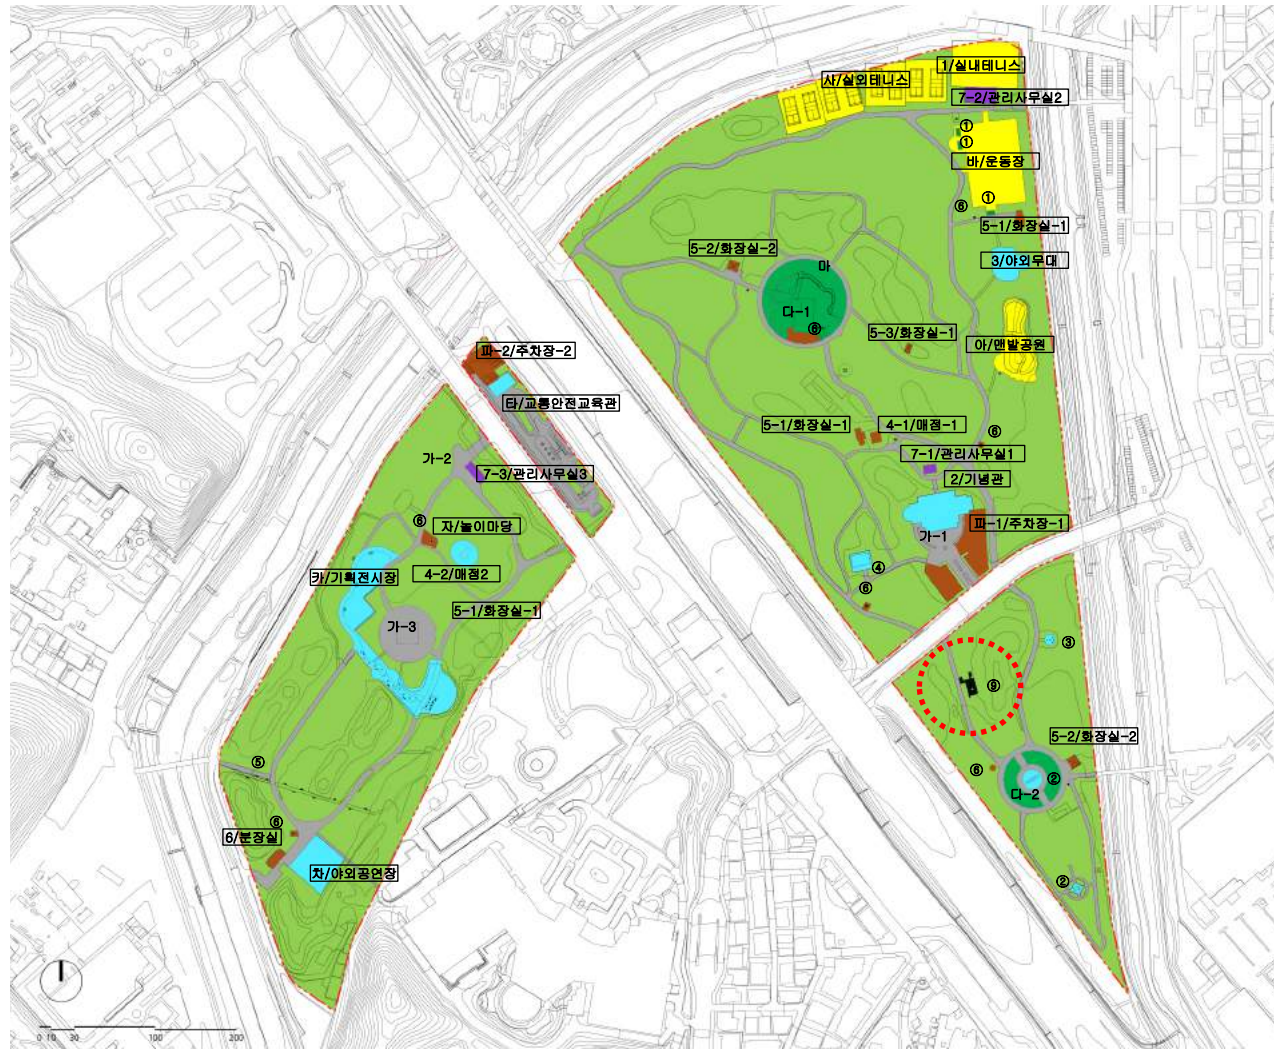 1/실내테니스
사/실외테니스
7-2/관리사무실2
①
①
바/운동장
①
⑥
5-1/화장실-1
5-2/화장실-2
마
3/야외무대
다-1
⑥
5-3/화장실-1
아/맨발공원
파-2/주차장-2
타/교통안전교육관
5-1/화장실-1
4-1/매점-1
⑥
7-1/관리사무실1
가-2
7-3/관리사무실3
2/기념관
⑥
자/놀이마당
파-1/주차장-1
가-1
카/기획전시장
4-2/매점2
④
⑥
5-1/화장실-1
가-3
③
⑨
5-2/화장실-2
⑤
⑥
②
다-2
⑥
6/분장실
차/야외공연장
②
0 10 30 100 200